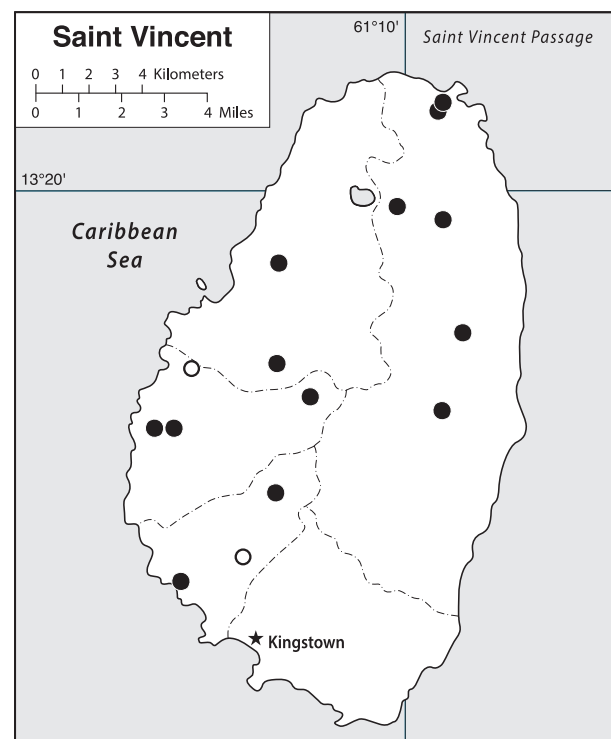 Saint Vincent
0 1 2 3 4 Kilometers
0 1 2 3 4 Miles
61°10'
Saint Vincent Passage
13°20'
Caribbean
Sea
Kingstown